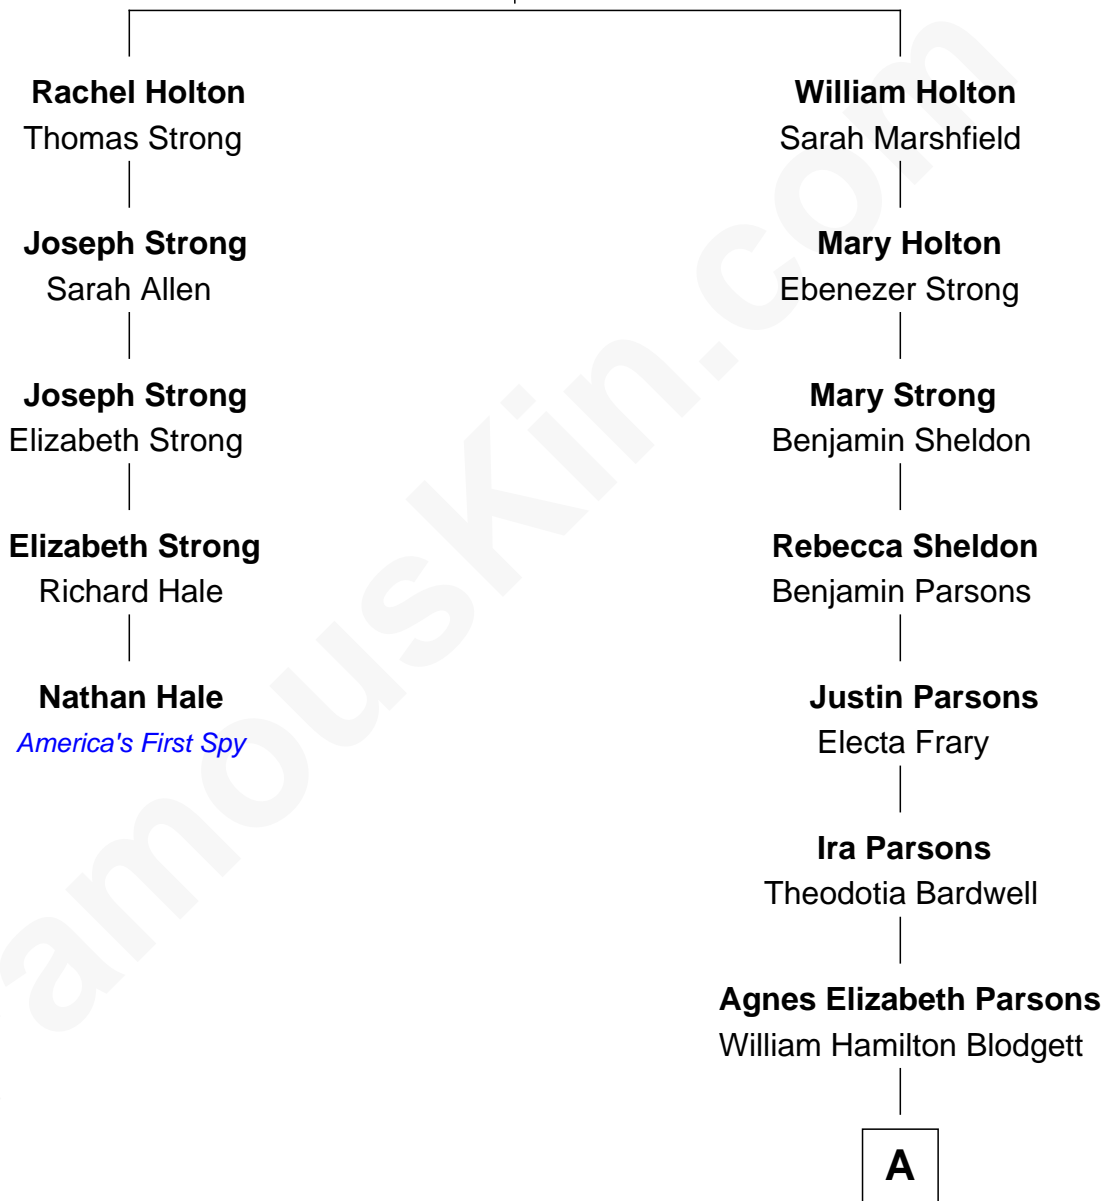 Rachel Holton
Thomas Strong
Joseph Strong
Sarah Allen
Joseph Strong
Elizabeth Strong
Elizabeth Strong
Richard Hale
Nathan Hale
America's First Spy
William Holton
Sarah Marshfield
Mary Holton
Ebenezer Strong
Mary Strong
Benjamin Sheldon
Rebecca Sheldon
Benjamin Parsons
Justin Parsons
Electa Frary
Ira Parsons
Theodotia Bardwell
Agnes Elizabeth Parsons
William Hamilton Blodgett
A
amouskin.com